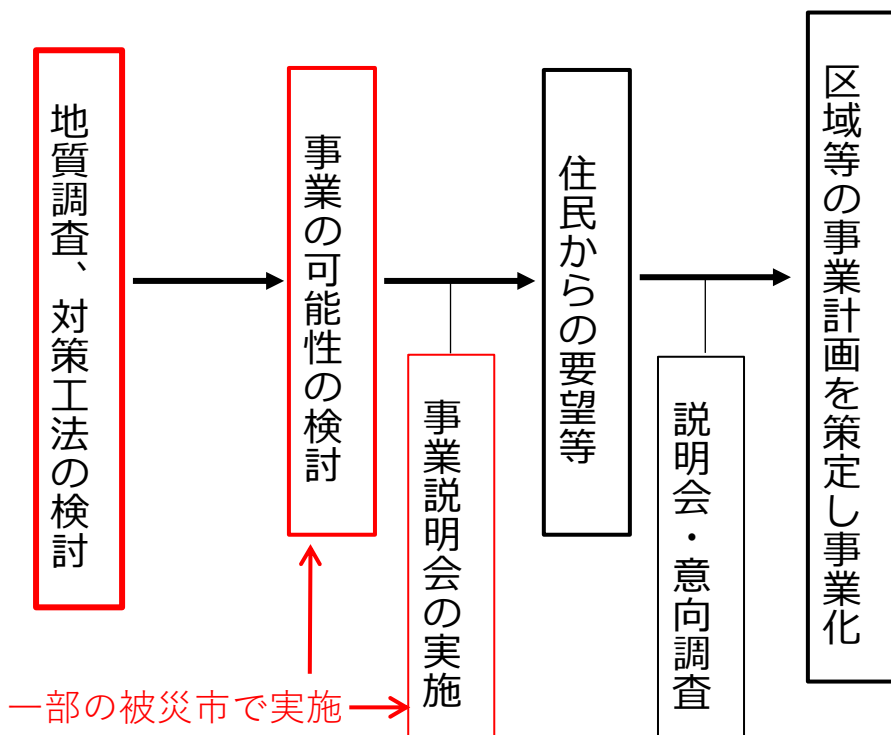 地質調査、対策工法の検討
事業の可能性の検討
事業説明会の実施
住民からの要望等
説明会・意向調査
区域等の事業計画を策定し事業化
一部の被災市で実施